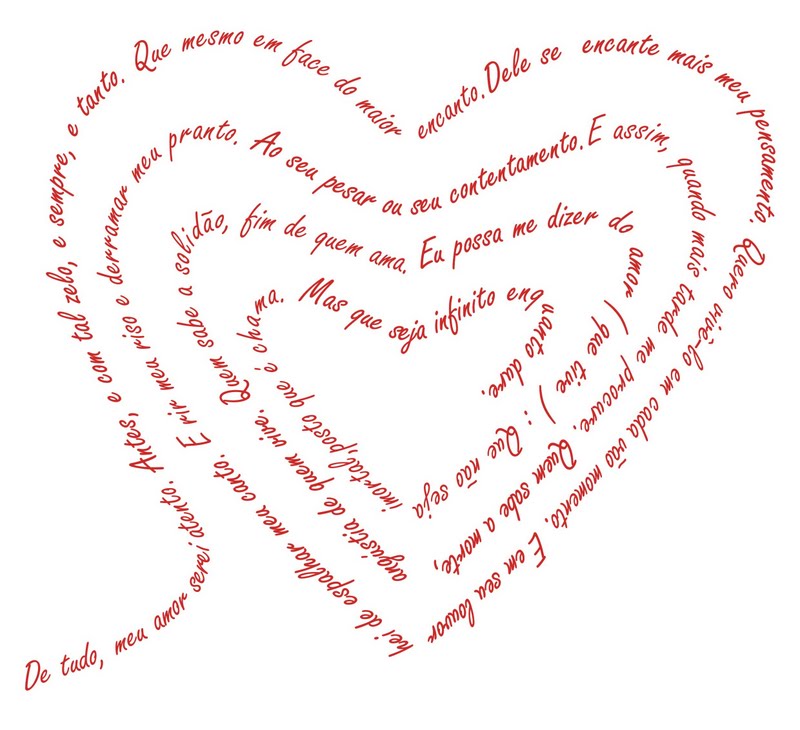 De tudo, meu amor serei atento.
Antes, e com tal zelo, e sempre, e tanto.
Que mesmo em face do maior encanto.
Dele se encante mais meu pensamento.
Quero vivê-lo em cada vão momento.
E em seu louvor hei de espalhar meu canto.
E rir meu riso e derramar meu pranto.
Ao seu pesar ou seu contentamento.
E assim, quando mais tarde me procure.
Quem sabe a morte, angústia de quem vive.
Quem sabe a solidão, fim de quem ama.
Eu possa me dizer do amor (que tive ) :
Que não seja imortal,posto que é chama.
Mas que seja infinito enquanto dure.